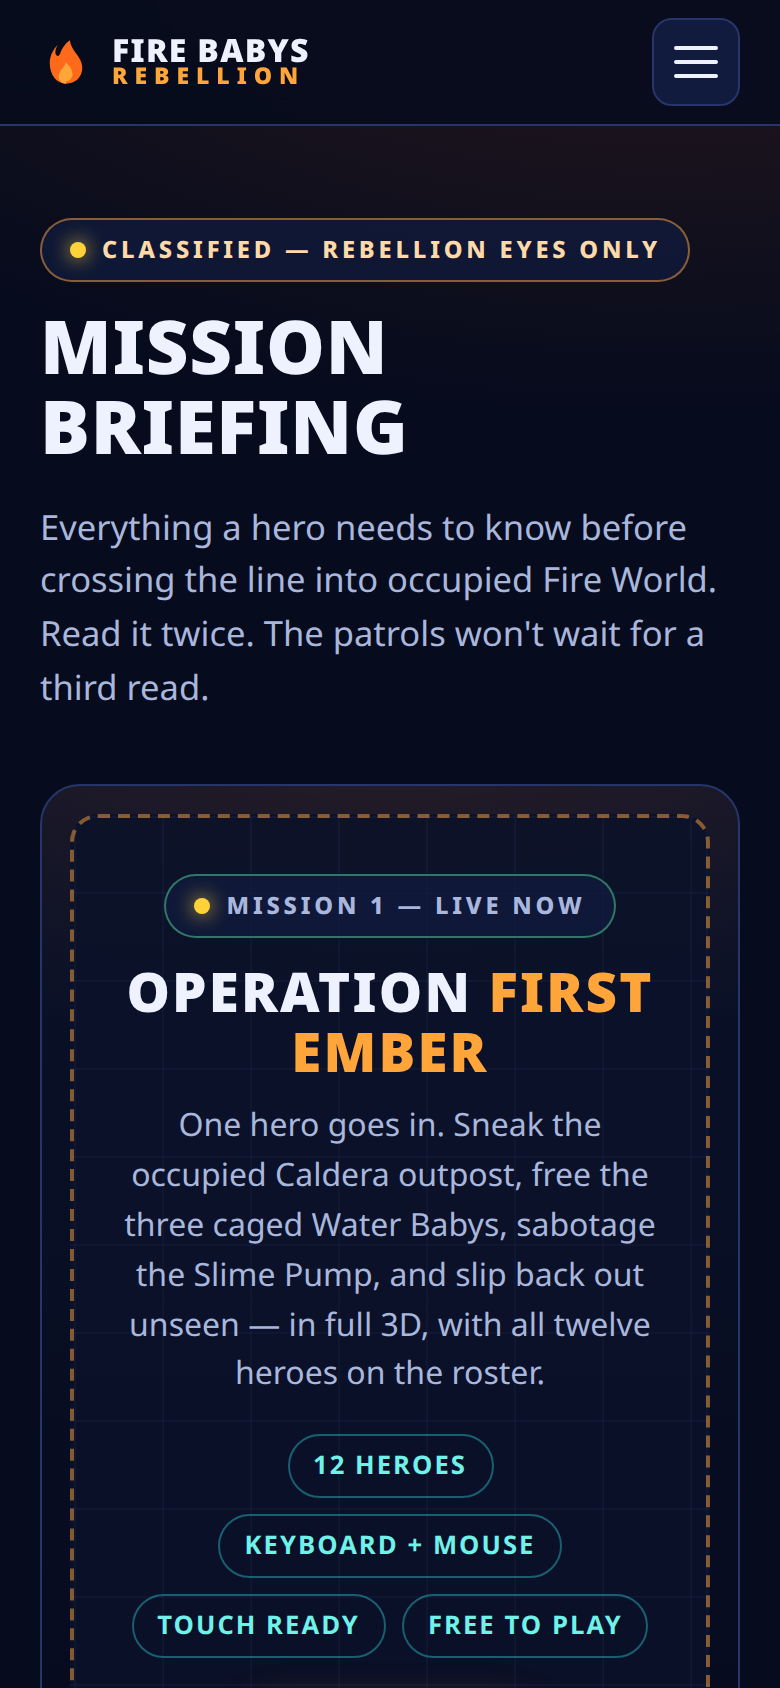 FIRE BABYS
REBELLION
CLASSIFIED — REBELLION EYES ONLY
MISSION
BRIEFING
Everything a hero needs to know before
crossing the line into occupied Fire World.
Read it twice. The patrols won't wait for a
third read.
MISSION 1 — LIVE NOW
OPERATION FIRST
EMBER
One hero goes in. Sneak the
occupied Caldera outpost, free the
three caged Water Babys, sabotage
the Slime Pump, and slip back out
unseen — in full 3D, with all twelve
heroes on the roster.
12 HEROES
KEYBOARD + MOUSE
TOUCH READY FREE TO PLAY